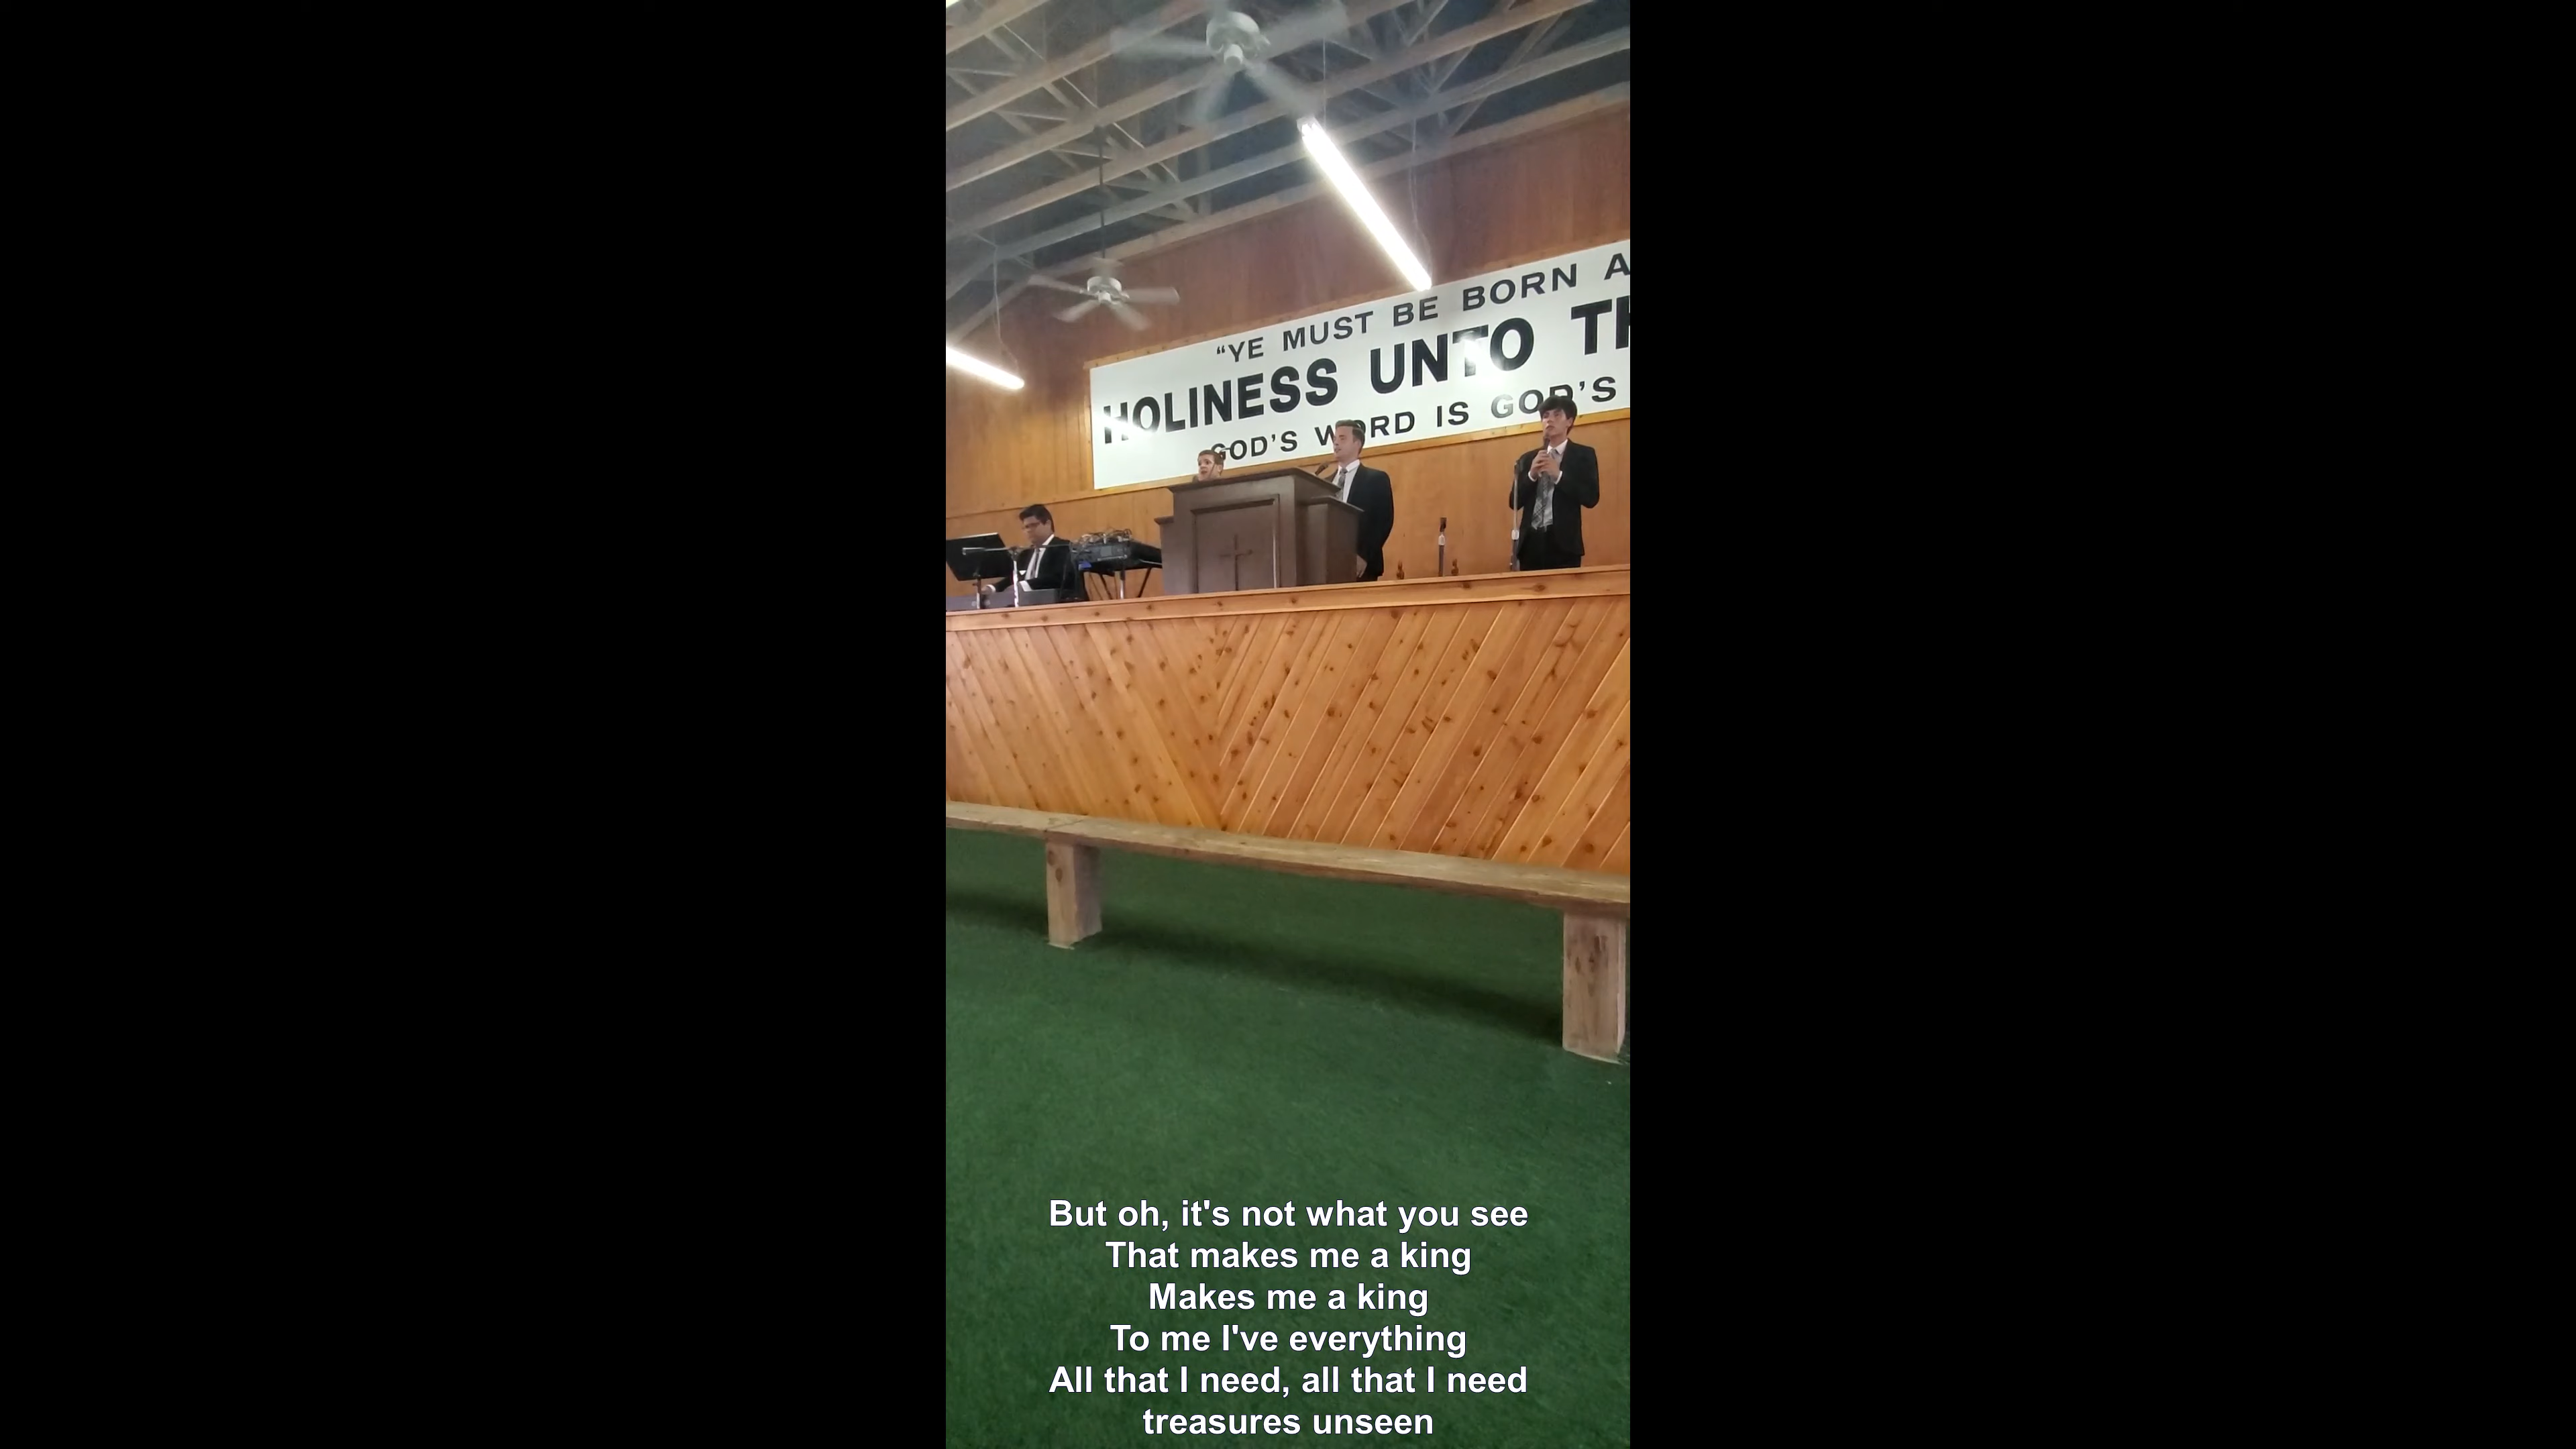 "YE MUST BE BORN A
HOLINESS UNTO TH
GOD'S WORD IS GOD'S
But oh, it's not what you see
That makes me a king
Makes me a king
To me I've everything
All that I need, all that I need
treasures unseen